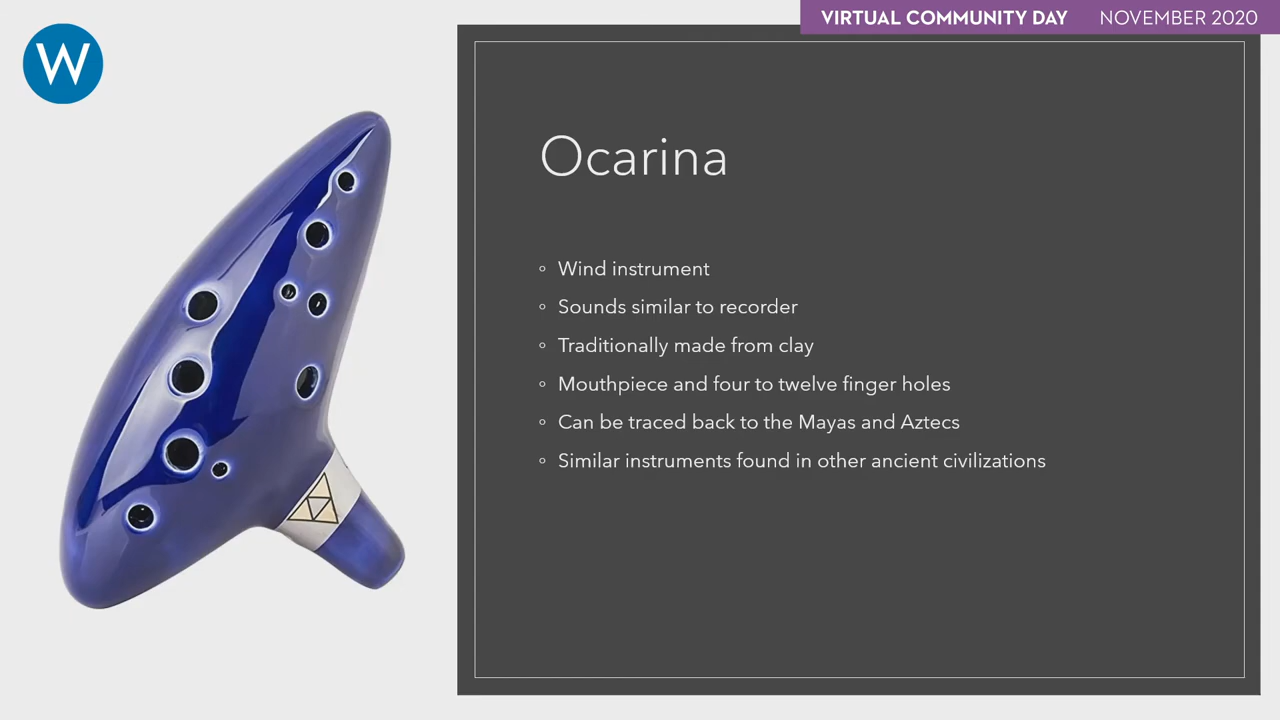 VIRTUAL COMMUNITY DAY NOVEMBER 2020
W
Ocarina
Wind instrument
Sounds similar to recorder
Traditionally made from clay
Mouthpiece and four to twelve finger holes
Can be traced back to the Mayas and Aztecs
Similar instruments found in other ancient civilizations